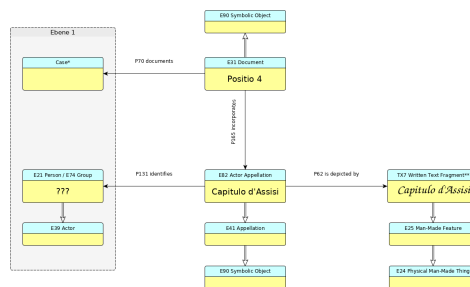 E90 Symbolic Object
Ebene 1
Case*
P70 documents
E31 Document
Positio 4
P165 incorporates
E21 Person / E74 Group
???
P131 identifies
E82 Actor Appellation
Capitulo d'Assisi
P62 is depicted by
TX7 Written Text Fragment**
Capitulo d'Assisi
E39 Actor
E41 Appellation
E25 Man-Made Feature
E90 Symbolic Object
E24 Physical Man-Made Thing